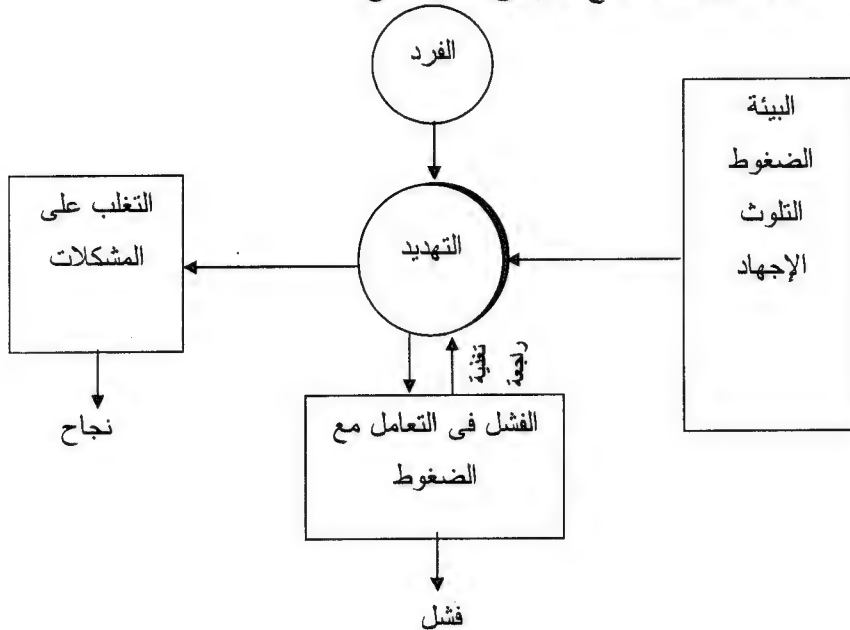 الفرد
البيئة
الضغوط
التلوث
الإجهاد
التهديد
التغلب على
المشكلات
نجاح
تغذية
راجعة
الفشل فى التعامل مع
الضغوط
فشل